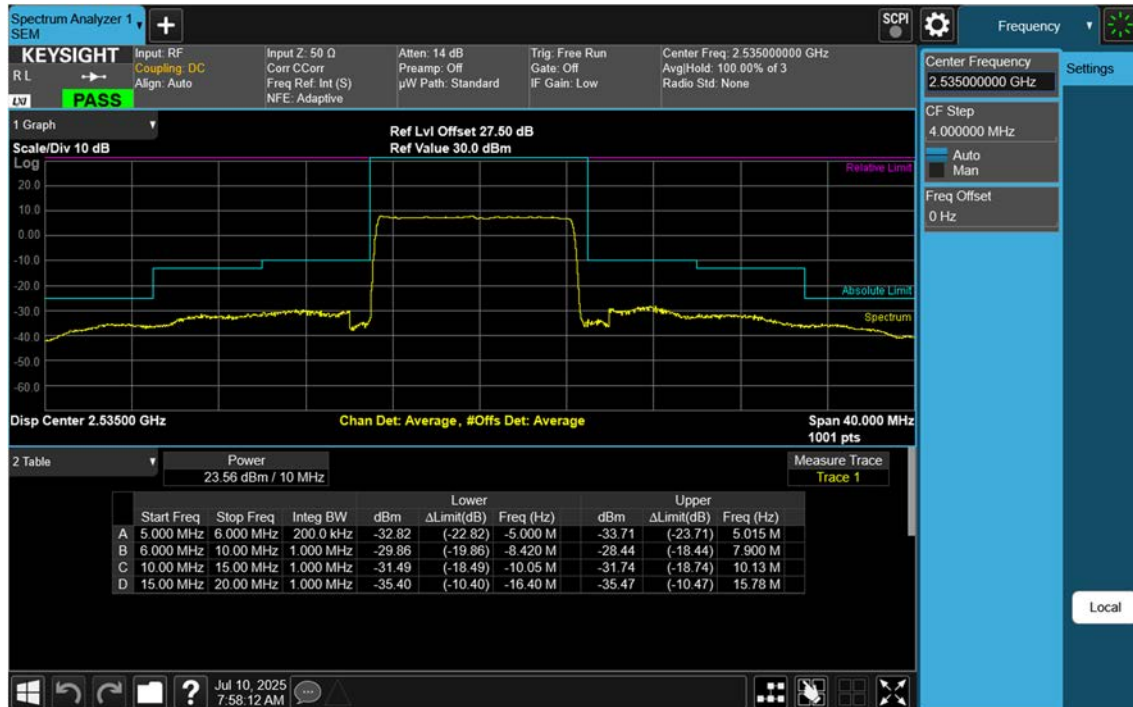 Spectrum Analyzer 1
SEM
SCPI
Frequency
KEYSIGHT
R L
LXI
PASS
Input: RF
Coupling: DC
Align: Auto
Input Z: 50 Ω
Corr CCorr
Freq Ref: Int (S)
NFE: Adaptive
Atten: 14 dB
Preamp: Off
µW Path: Standard
Trig: Free Run
Gate: Off
IF Gain: Low
Center Freq: 2.535000000 GHz
Avg|Hold: 100.00% of 3
Radio Std: None
Center Frequency
2.535000000 GHz
Settings
CF Step
4.000000 MHz
Auto
Man
Freq Offset
0 Hz
1 Graph
Scale/Div 10 dB
Ref Lvl Offset 27.50 dB
Ref Value 30.0 dBm
Log
20.0
10.0
0.00
-10.0
-20.0
-30.0
-40.0
-50.0
-60.0
Relative Limit
Absolute Limit
Spectrum
Disp Center 2.53500 GHz
Chan Det: Average, #Offs Det: Average
Span 40.000 MHz
1001 pts
2 Table
Power
23.56 dBm / 10 MHz
Measure Trace
Trace 1
Lower Upper
Start Freq Stop Freq Integ BW dBm ΔLimit(dB) Freq (Hz) dBm ΔLimit(dB) Freq (Hz)
A 5.000 MHz 6.000 MHz 200.0 kHz -32.82 (-22.82) -5.000 M -33.71 (-23.71) 5.015 M
B 6.000 MHz 10.00 MHz 1.000 MHz -29.86 (-19.86) -8.420 M -28.44 (-18.44) 7.900 M
C 10.00 MHz 15.00 MHz 1.000 MHz -31.49 (-18.49) -10.05 M -31.74 (-18.74) 10.13 M
D 15.00 MHz 20.00 MHz 1.000 MHz -35.40 (-10.40) -16.40 M -35.47 (-10.47) 15.78 M
Local
?
Jul 10, 2025
7:58:12 AM